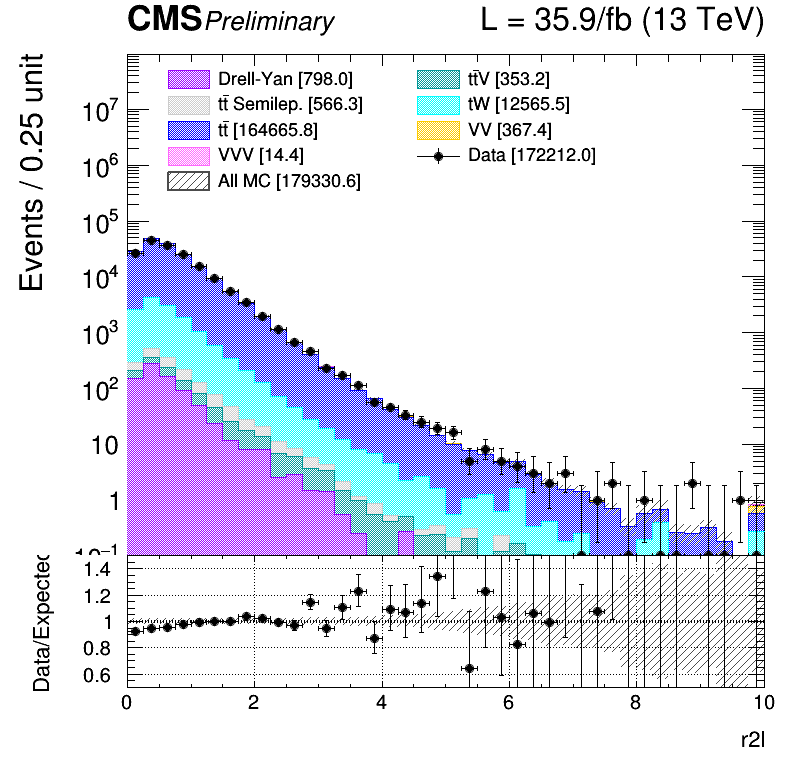 CMS Preliminary L = 35.9/fb (13 TeV)
Events / 0.25 unit
Drell-Yan [798.0]
tt̄ Semilep. [566.3]
tt̄ [164665.8]
VVV [14.4]
All MC [179330.6]
tt̄V [353.2]
tW [12565.5]
VV [367.4]
Data [172212.0]
10⁷
10⁶
10⁵
10⁴
10³
10²
10
1
10⁻¹
Data/Expected
1.4
1.2
1
0.8
0.6
0 2 4 6 8 10
r2l